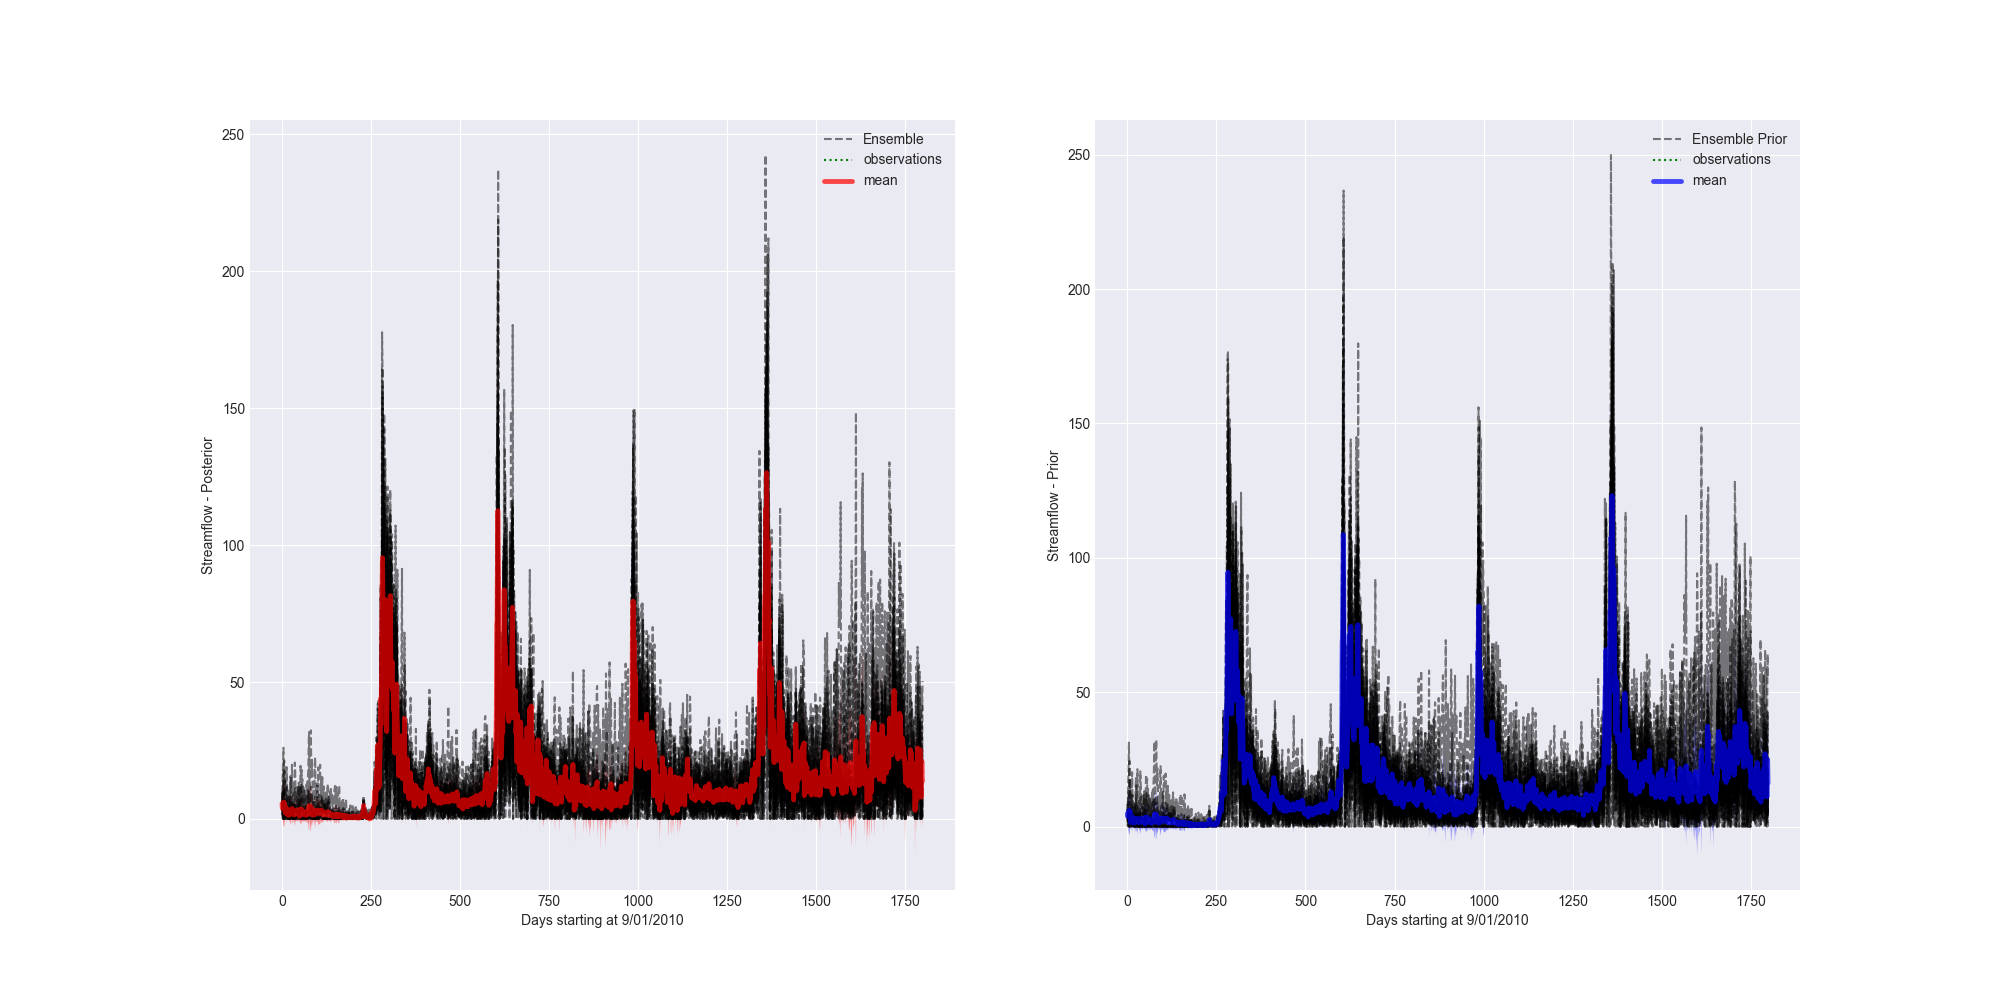 Ensemble
observations
mean
250
200
150
100
50
0
Streamflow - Posterior
0 250 500 750 1000 1250 1500 1750
Days starting at 9/01/2010
Ensemble Prior
observations
mean
250
200
150
100
50
0
Streamflow - Prior
0 250 500 750 1000 1250 1500 1750
Days starting at 9/01/2010